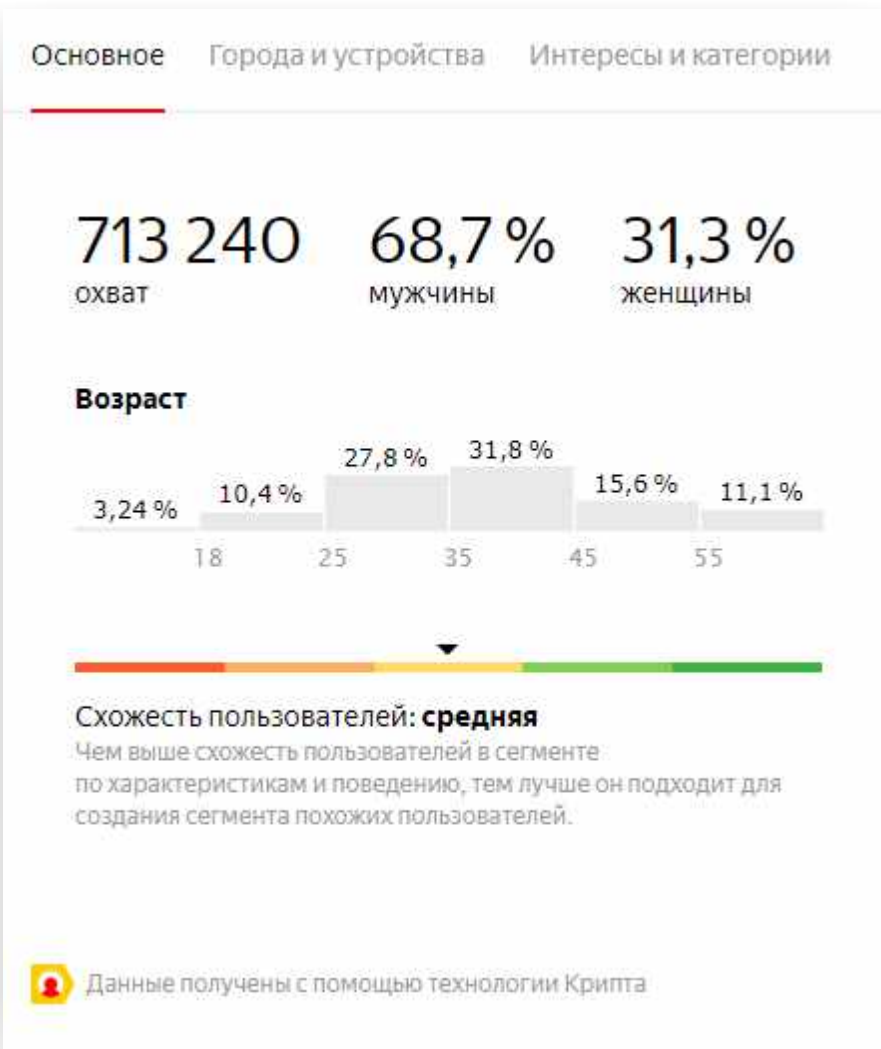 Основное Города и устройства Интересы и категории
713 240 68,7 % 31,3 %
охват мужчины женщины
Возраст
3,24 % 10,4 % 27,8 % 31,8 % 15,6 % 11,1 %
18 25 35 45 55
Схожесть пользователей: средняя
Чем выше схожесть пользователей в сегменте
по характеристикам и поведению, тем лучше он подходит для
создания сегмента похожих пользователей.
Данные получены с помощью технологии Крипта